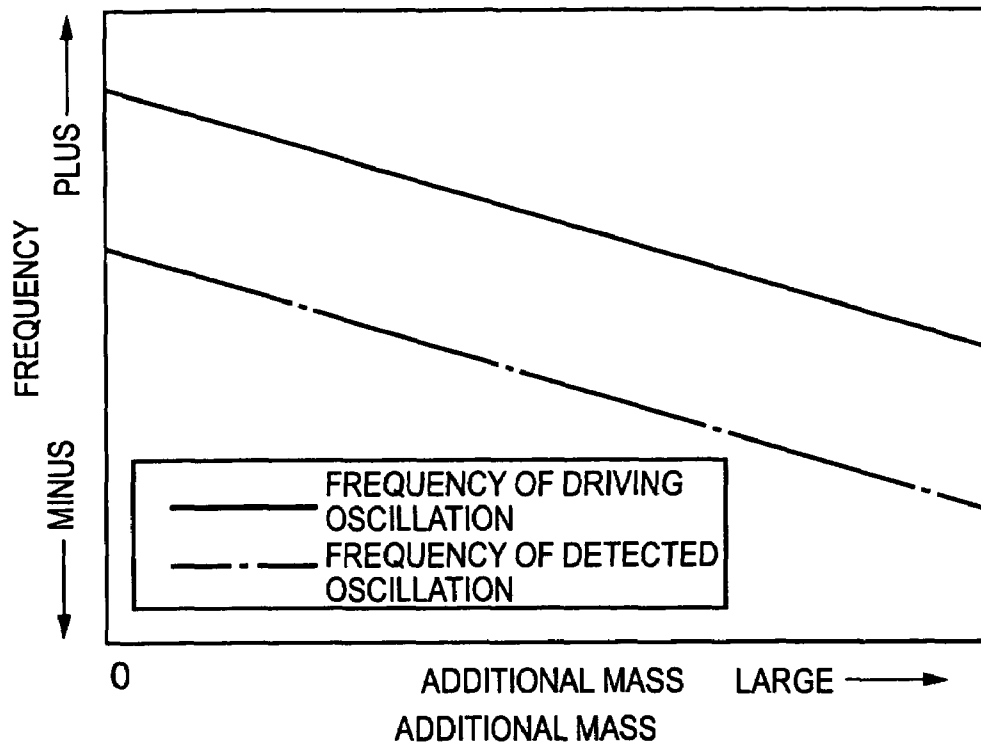 PLUS
FREQUENCY
MINUS
FREQUENCY OF DRIVING
OSCILLATION
FREQUENCY OF DETECTED
OSCILLATION
0
ADDITIONAL MASS LARGE
ADDITIONAL MASS